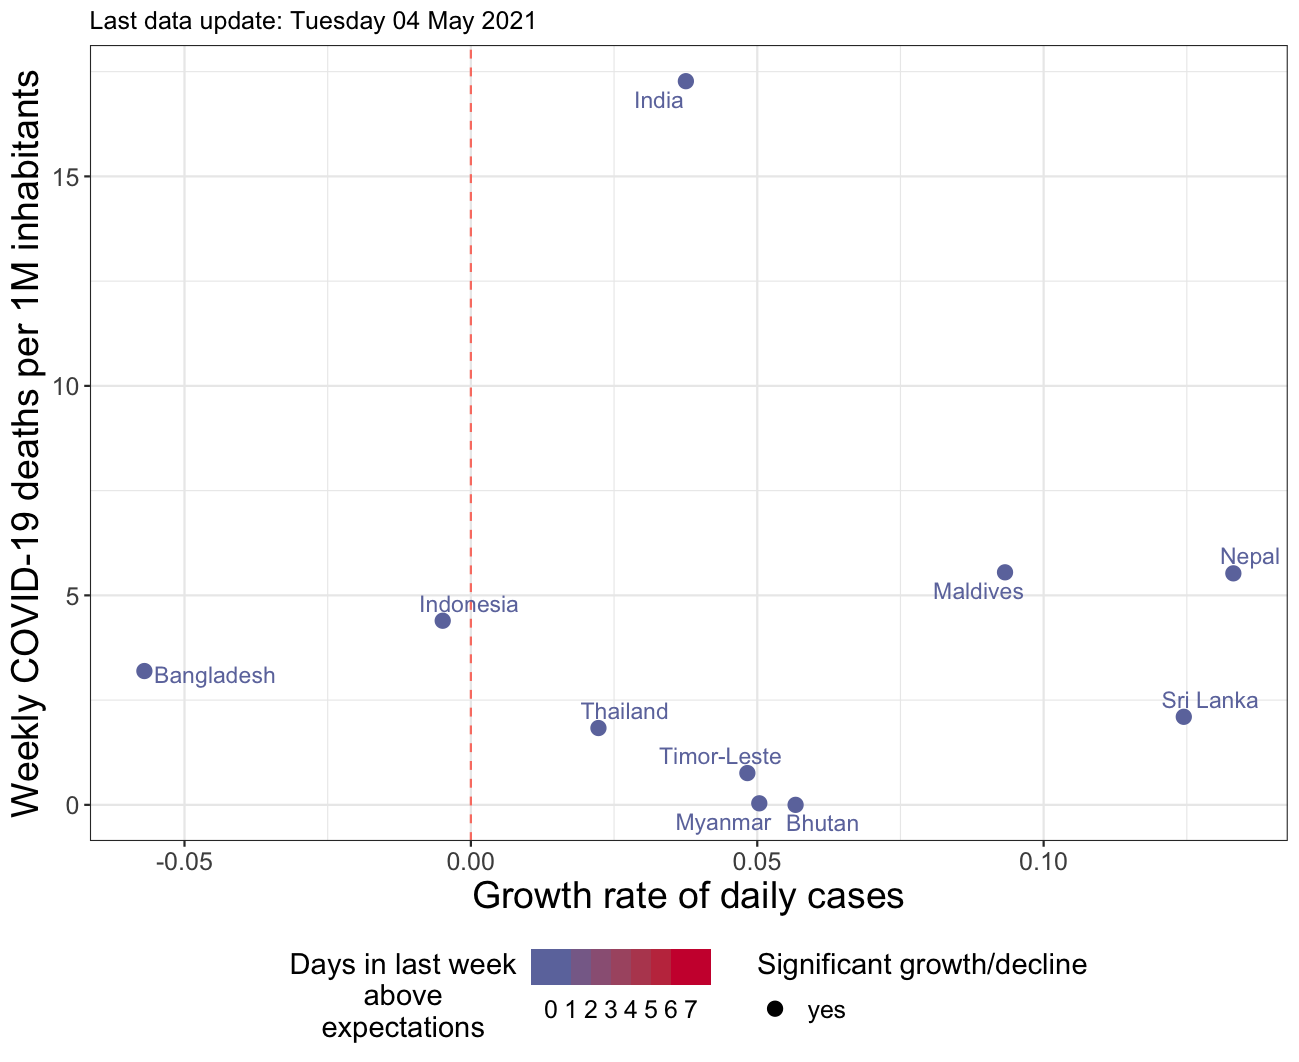 Last data update: Tuesday 04 May 2021
Weekly COVID-19 deaths per 1M inhabitants
15
10
5
0
India
Nepal
Maldives
Indonesia
Bangladesh
Sri Lanka
Thailand
Timor-Leste
Myanmar
Bhutan
-0.05
0.00
0.05
0.10
Growth rate of daily cases
Days in last week
above
expectations
0 1 2 3 4 5 6 7
Significant growth/decline
yes